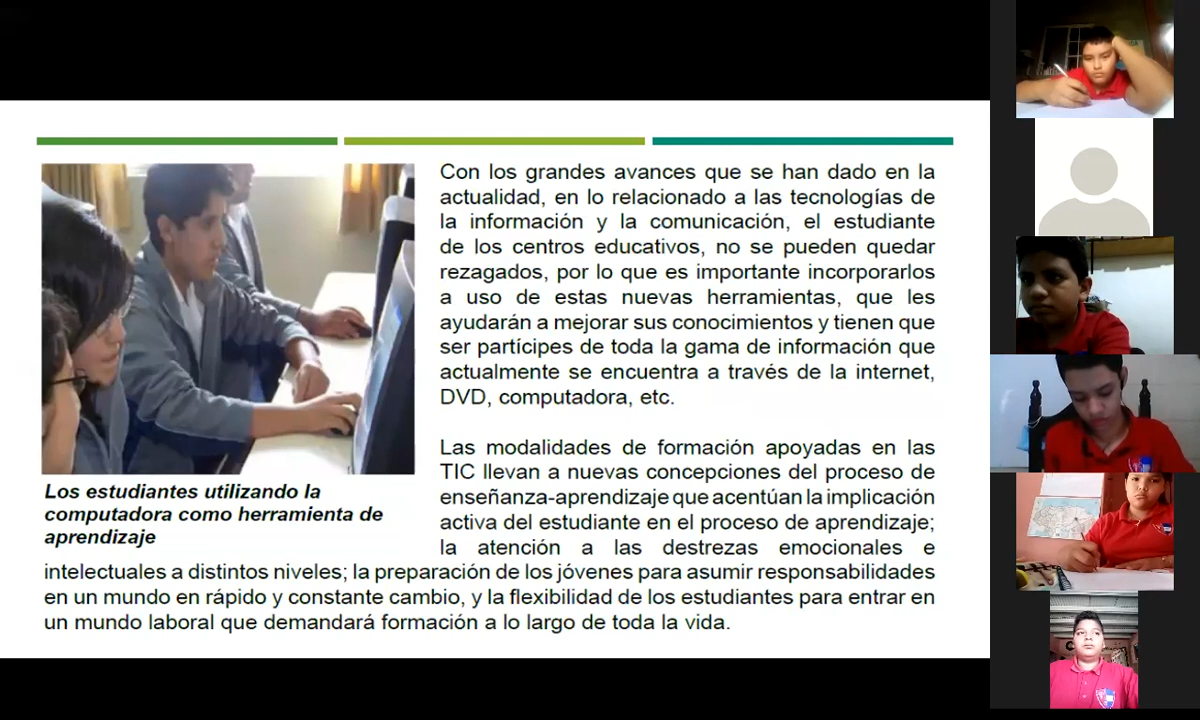 Con los grandes avances que se han dado en la
actualidad, en lo relacionado a las tecnologías de
la información y la comunicación, el estudiante
de los centros educativos, no se pueden quedar
rezagados, por lo que es importante incorporarlos
a uso de estas nuevas herramientas, que les
ayudarán a mejorar sus conocimientos y tienen que
ser partícipes de toda la gama de información que
actualmente se encuentra a través de la internet,
DVD, computadora, etc.
Los estudiantes utilizando la
computadora como herramienta de
aprendizaje
Las modalidades de formación apoyadas en las
TIC llevan a nuevas concepciones del proceso de
enseñanza-aprendizaje que acentúan la implicación
activa del estudiante en el proceso de aprendizaje;
la atención a las destrezas emocionales e
intelectuales a distintos niveles; la preparación de los jóvenes para asumir responsabilidades
en un mundo en rápido y constante cambio, y la flexibilidad de los estudiantes para entrar en
un mundo laboral que demandará formación a lo largo de toda la vida.